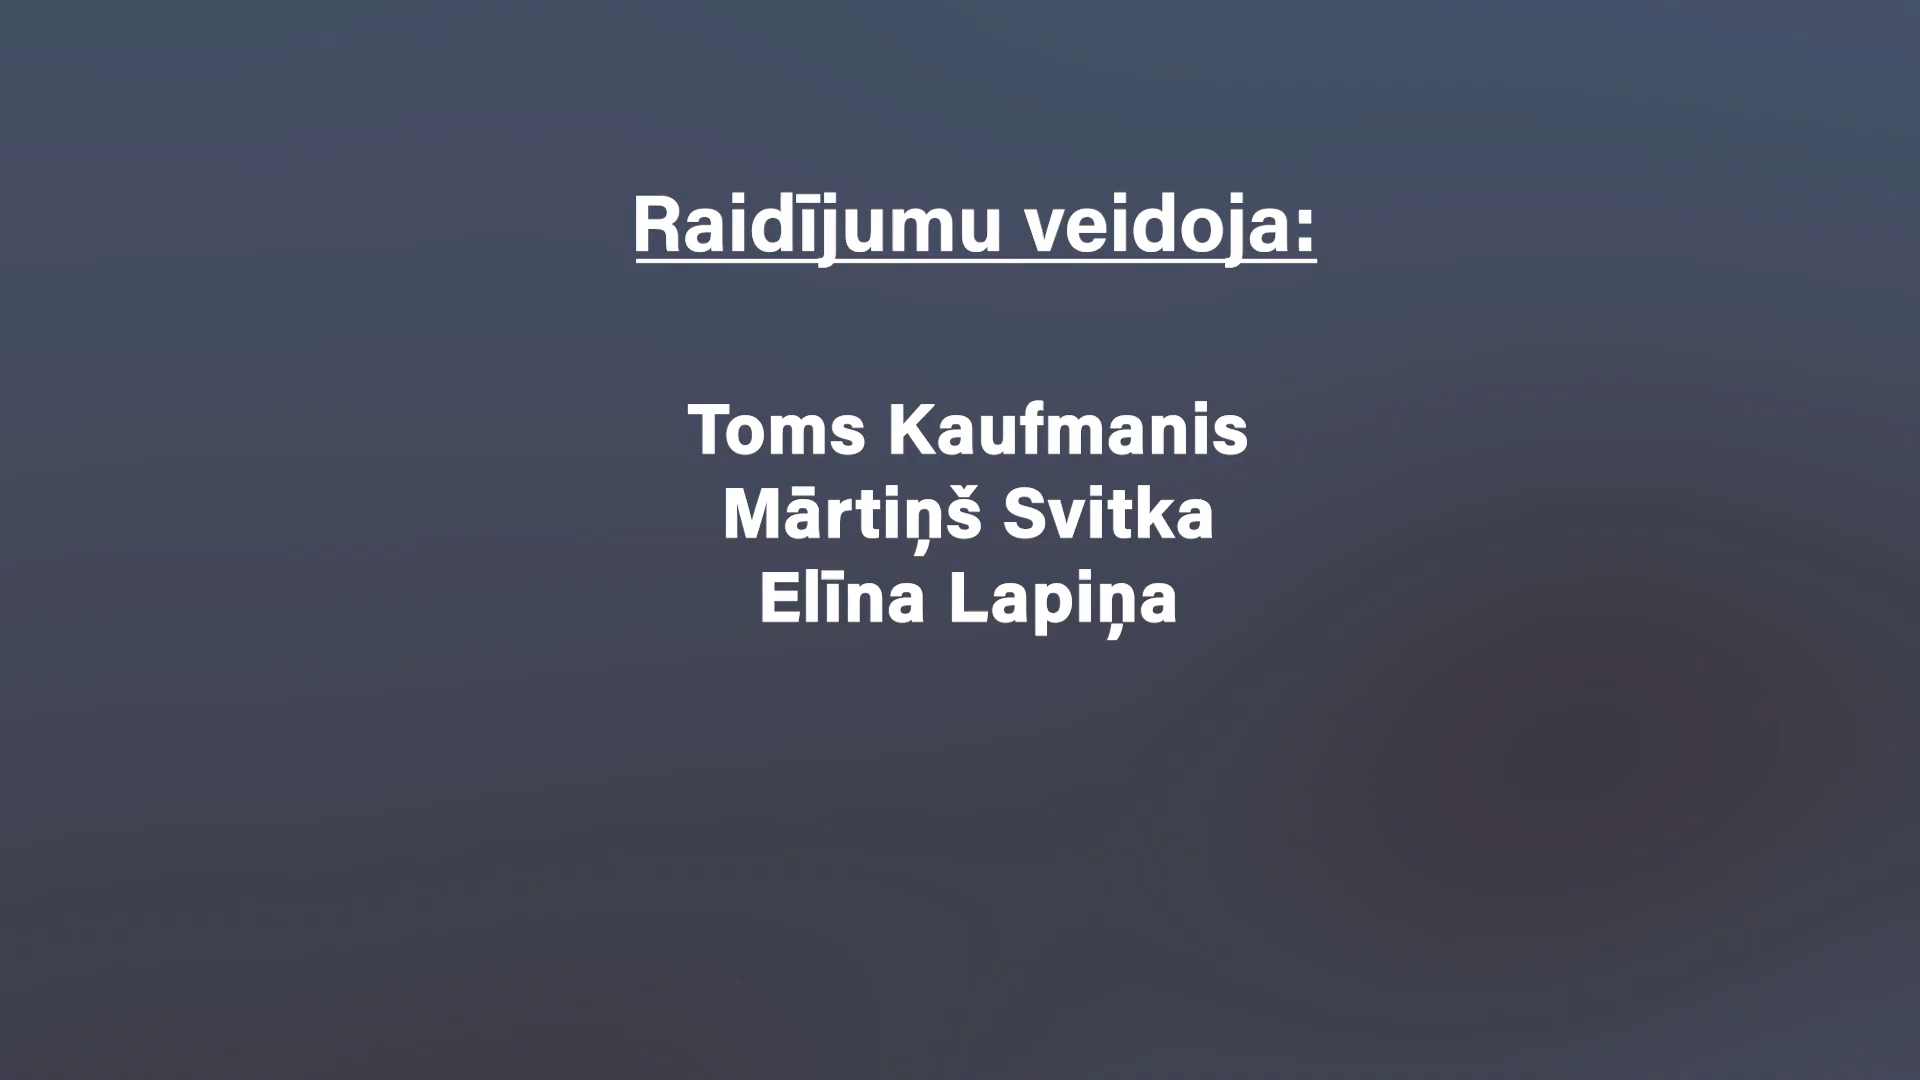 Raidījumu veidoja:
Toms Kaufmanis
Mārtiņš Svitka
Elīna Lapiņa